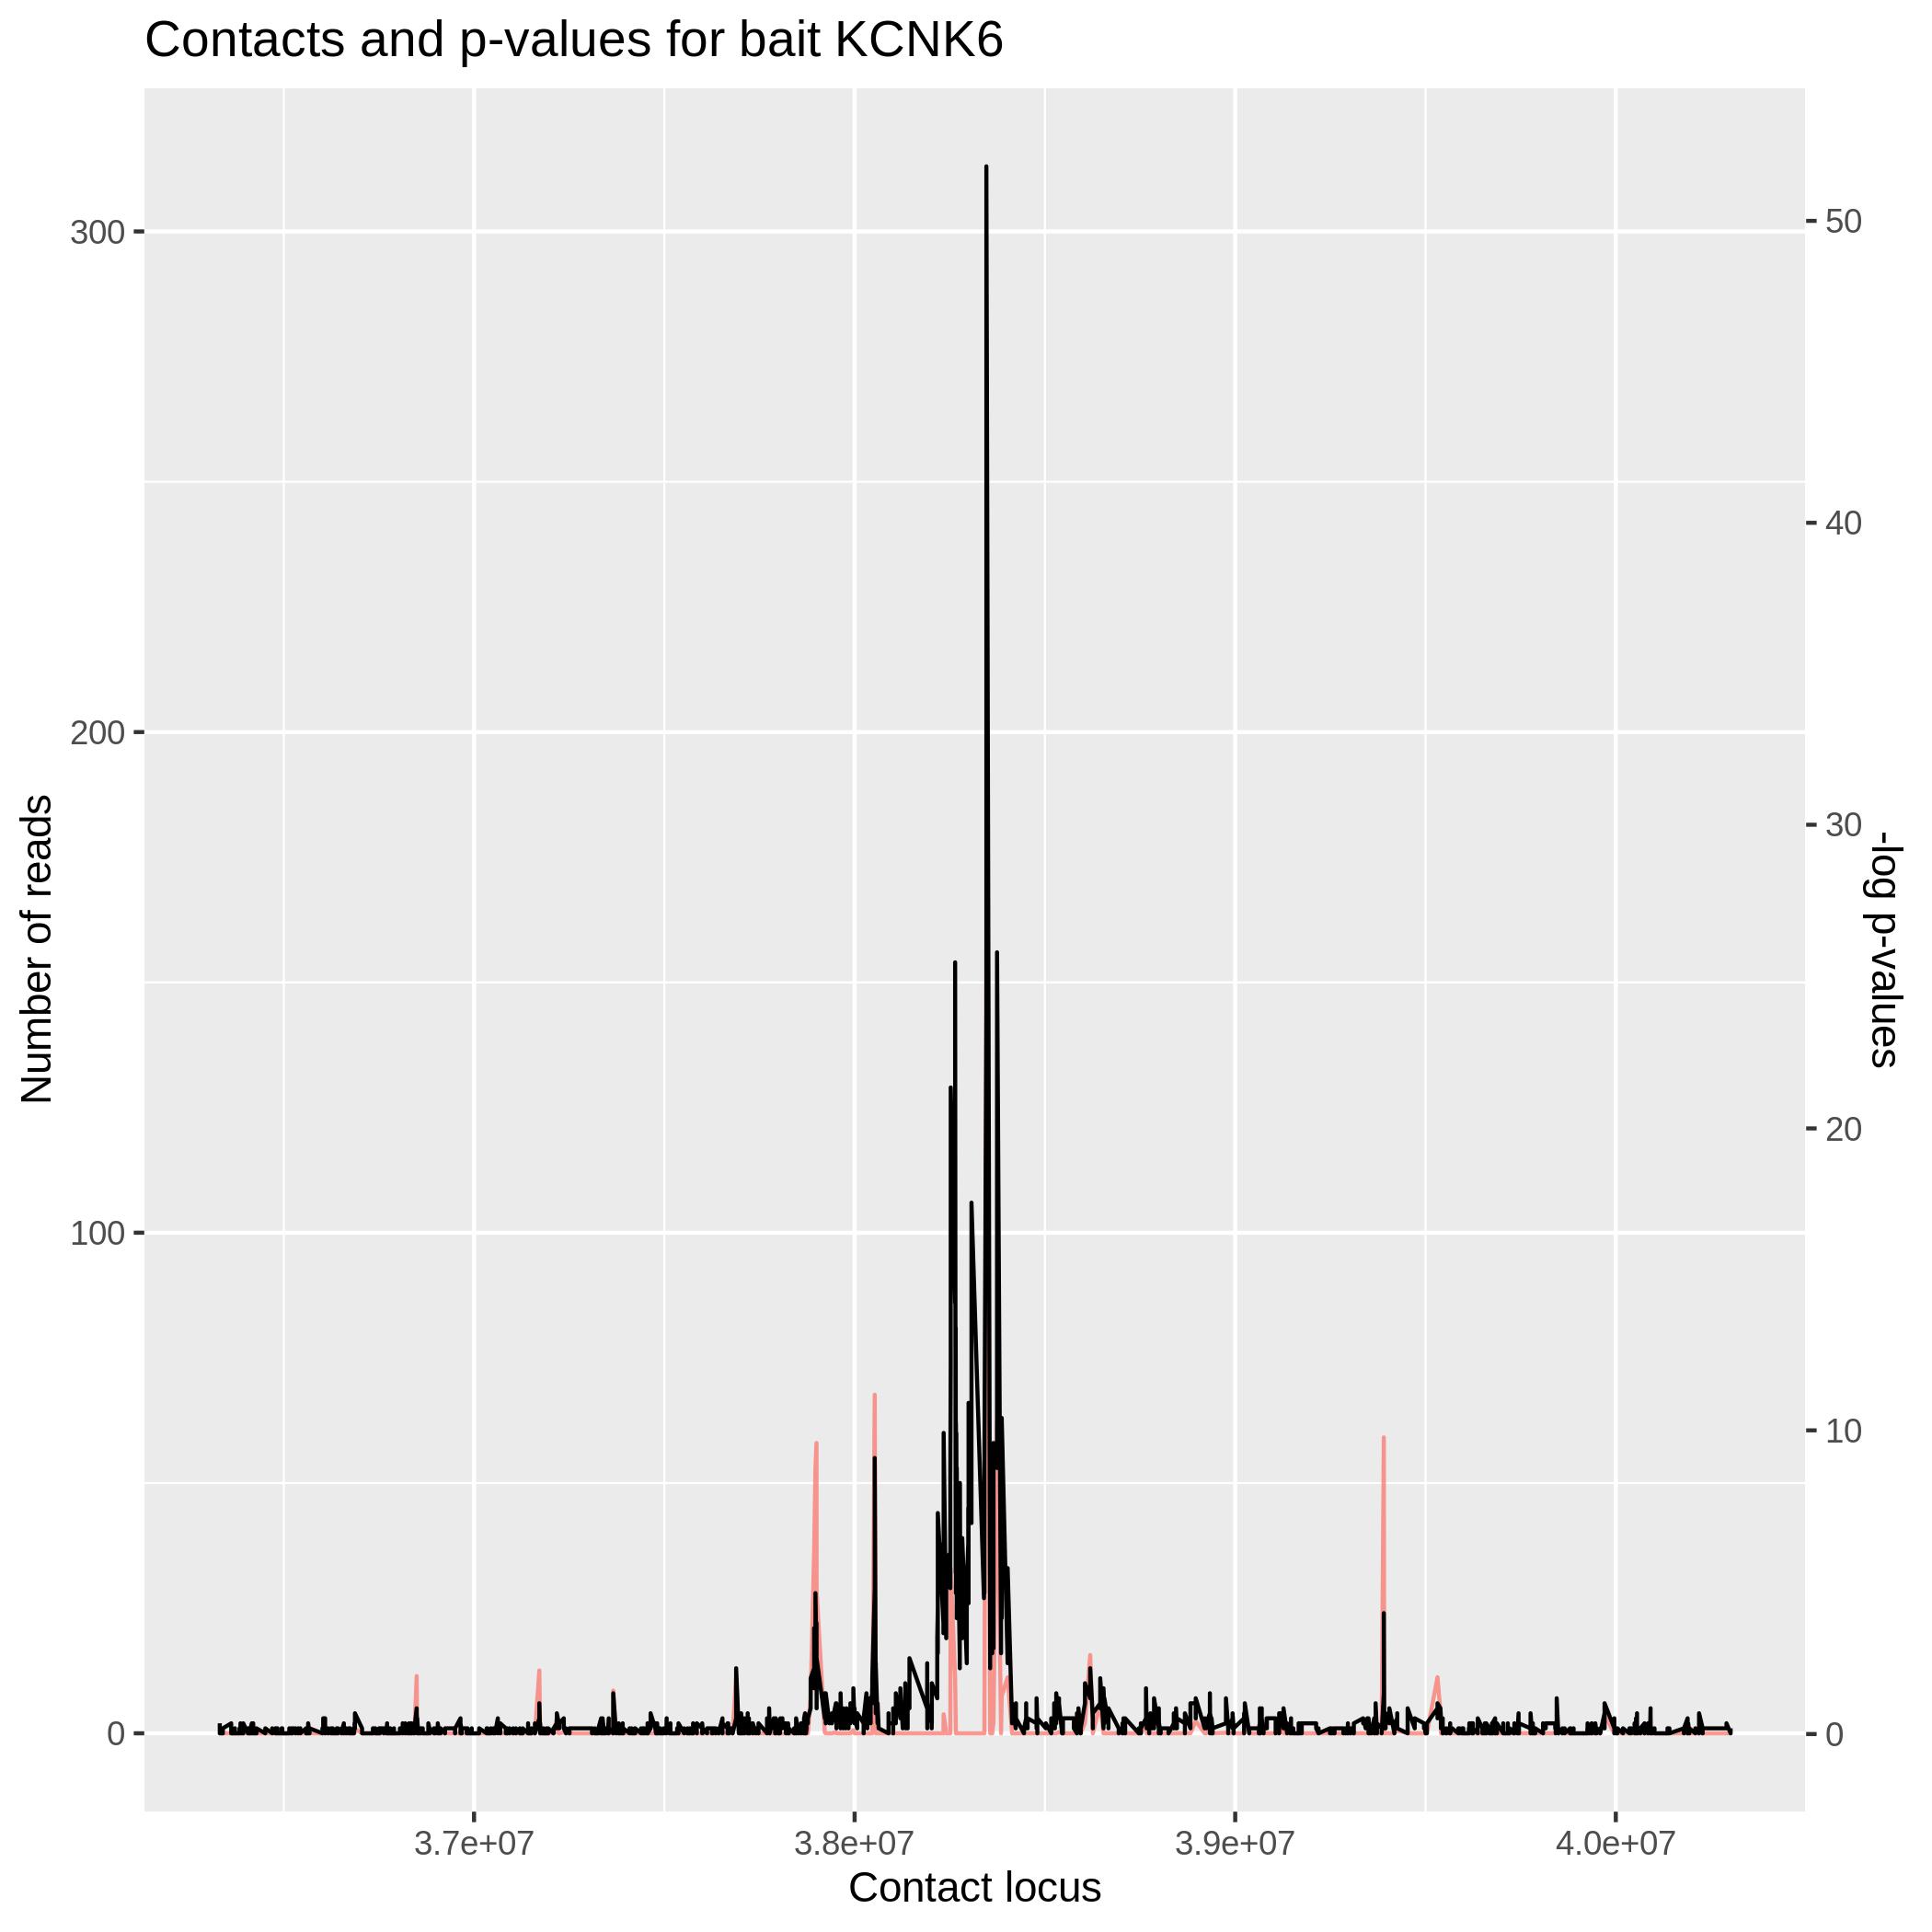 Contacts and p-values for bait KCNK6
300
200
100
0
Number of reads
50
40
30
20
10
0
-log p-values
3.7e+07
3.8e+07
3.9e+07
4.0e+07
Contact locus